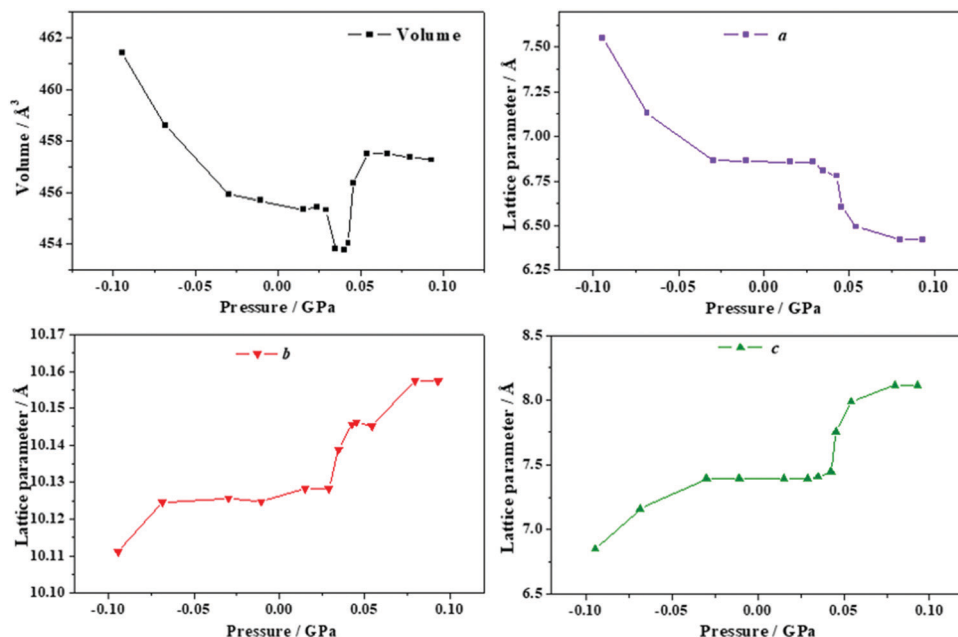 462
460
458
456
454
Volume / Å³
Volume
-0.10 -0.05 0.00 0.05 0.10
Pressure / GPa
7.50
7.25
7.00
6.75
6.50
6.25
Lattice parameter / Å
a
-0.10 -0.05 0.00 0.05 0.10
Pressure / GPa
10.17
10.16
10.15
10.14
10.13
10.12
10.11
10.10
Lattice parameter / Å
b
-0.10 -0.05 0.00 0.05 0.10
Pressure / GPa
8.5
8.0
7.5
7.0
6.5
Lattice parameter / Å
c
-0.10 -0.05 0.00 0.05 0.10
Pressure / GPa